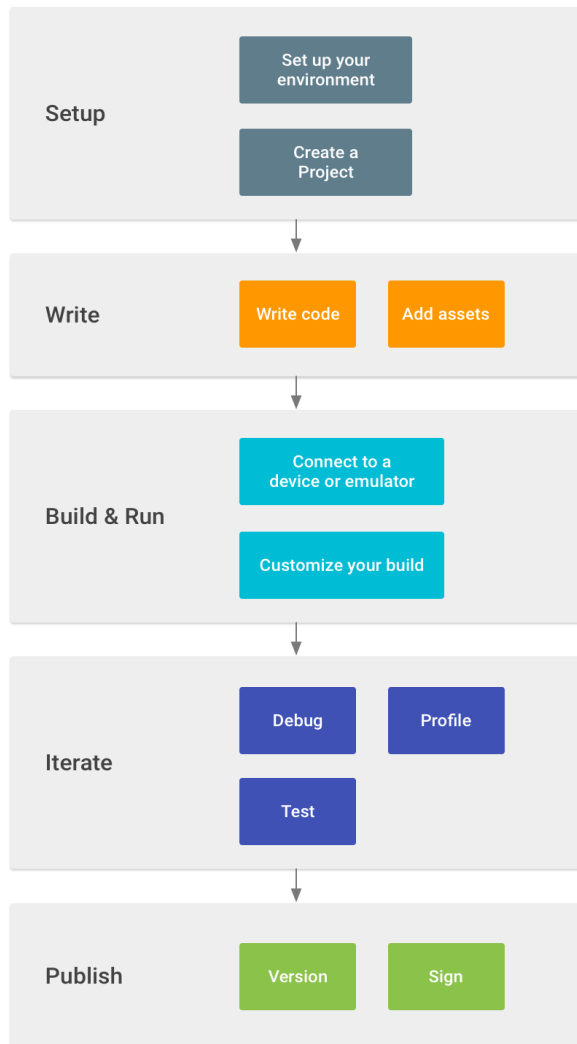 Setup
Set up your
environment
Create a
Project
Write
Write code
Add assets
Build & Run
Connect to a
device or emulator
Customize your build
Iterate
Debug
Profile
Test
Publish
Version
Sign